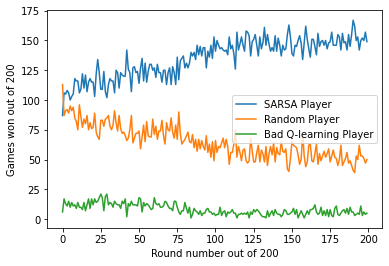 175
150
125
100
75
50
25
0
Games won out of 200
SARSA Player
Random Player
Bad Q-learning Player
0 25 50 75 100 125 150 175 200
Round number out of 200